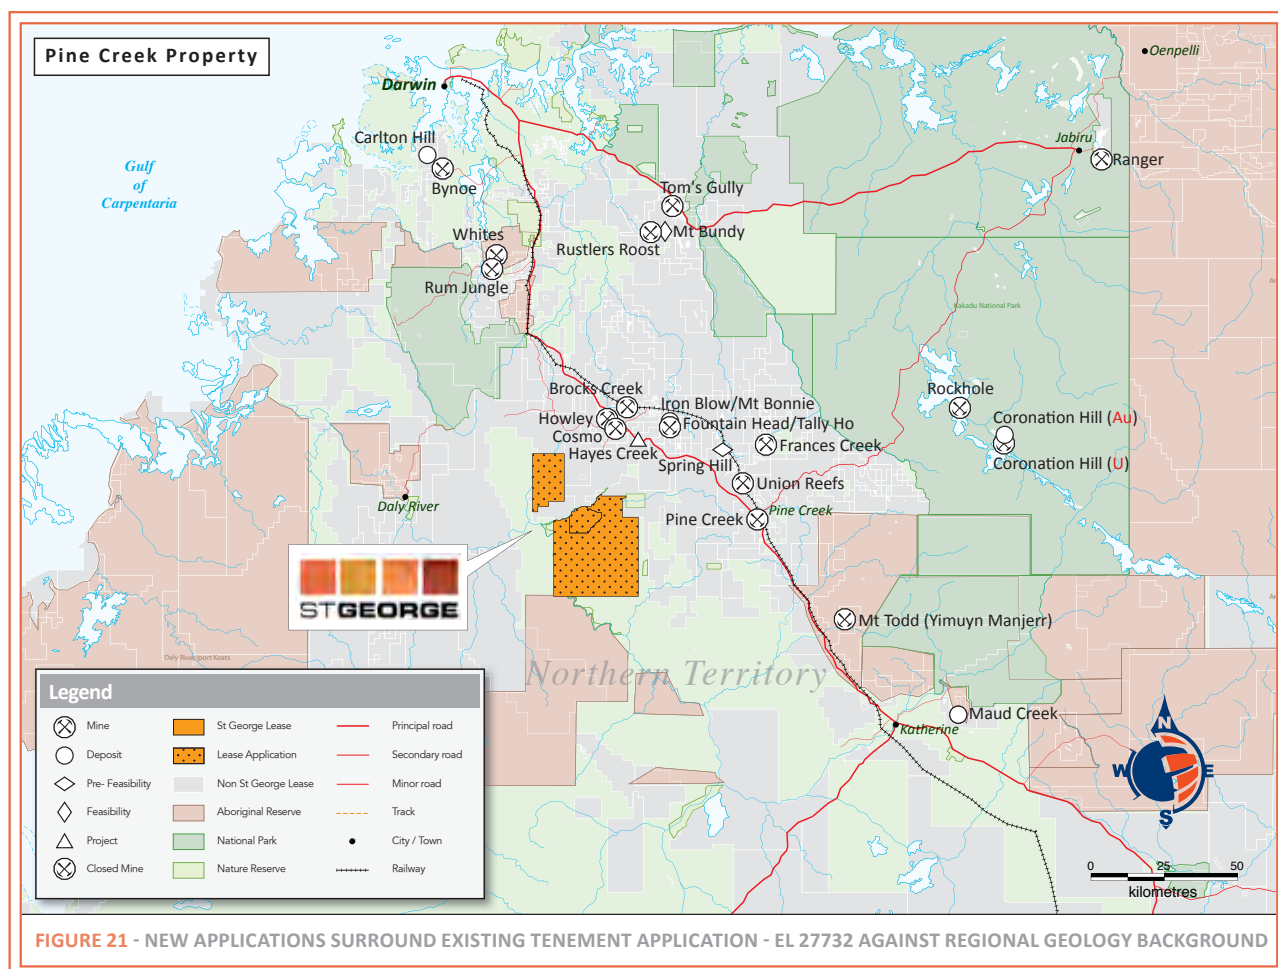 Pine Creek Property
Oenpelli
Darwin
Carlton Hill
Jabiru
Ranger
Gulf
of
Carpentaria
Bynoe
Tom's Gully
Whites
Mt Bundy
Rustlers Roost
Rum Jungle
Kakadu National Park
Brocks Creek
Rockhole
Iron Blow/Mt Bonnie
Howley
Fountain Head/Tally Ho
Coronation Hill (Au)
Cosmo
Frances Creek
Hayes Creek
Spring Hill
Coronation Hill (U)
Union Reefs
Daly River
Pine Creek
Pine Creek
STGEORGE
Mt Todd (Yimuyn Manjerr)
Daly River/port Keats
Northern Territory
Maud Creek
Katherine
N
W E
S
Legend
Mine
St George Lease
Principal road
Deposit
Lease Application
Secondary road
Pre- Feasibility
Non St George Lease
Minor road
Feasibility
Aboriginal Reserve
Track
Project
National Park
City / Town
Closed Mine
Nature Reserve
Railway
0 25 50
kilometres
FIGURE 21 - NEW APPLICATIONS SURROUND EXISTING TENEMENT APPLICATION - EL 27732 AGAINST REGIONAL GEOLOGY BACKGROUND